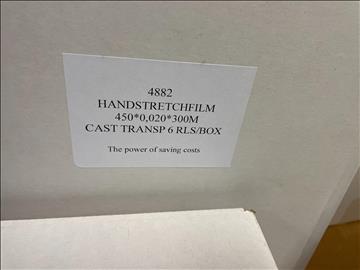 4882
HANDSTRETCHFILM
450*0,020*300M
CAST TRANSP 6 RLS/BOX
The power of saving costs